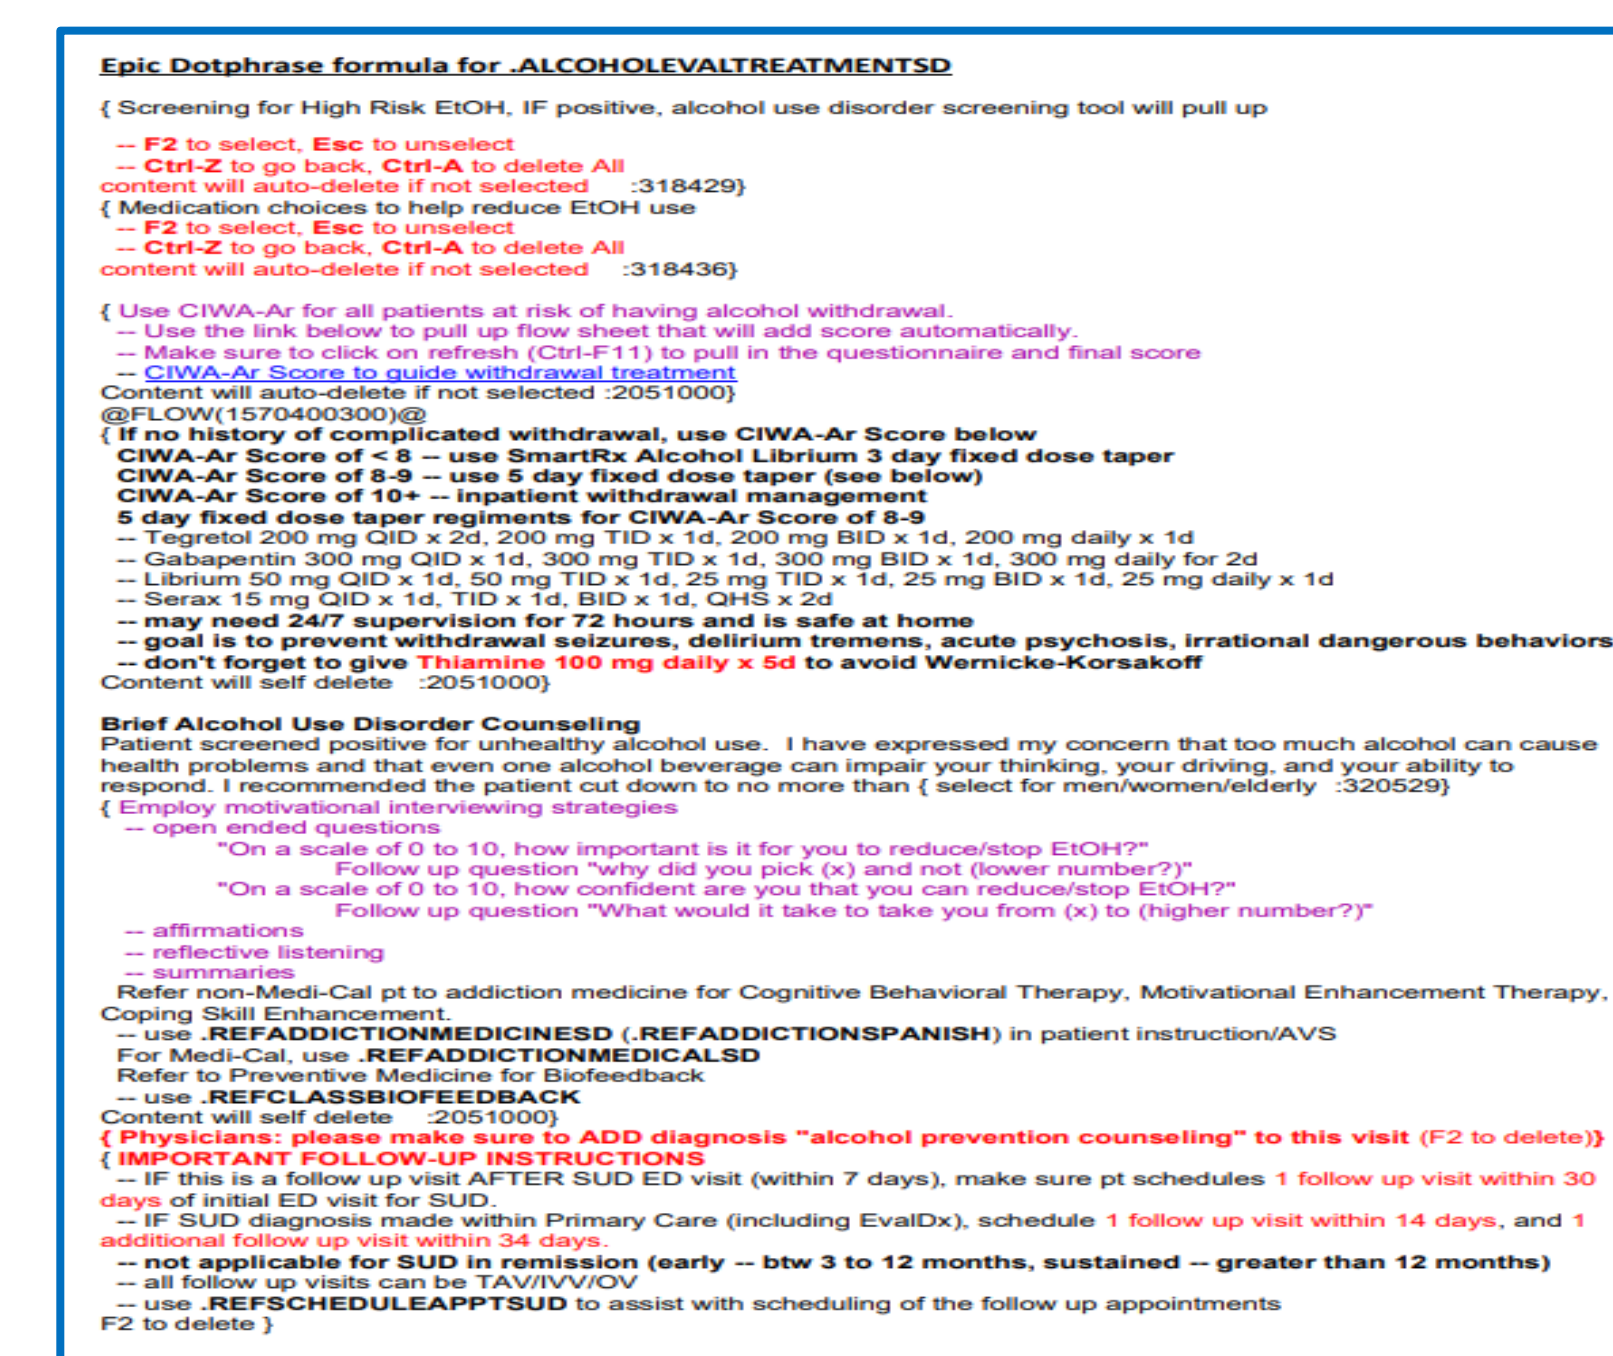 Epic Dotphrase formula for .ALCOHOLEVALTREATMENTSD
{ Screening for High Risk EtOH, IF positive, alcohol use disorder screening tool will pull up
-- F2 to select, Esc to unselect
-- Ctrl-Z to go back, Ctrl-A to delete All
content will auto-delete if not selected :318429}
{ Medication choices to help reduce EtOH use
-- F2 to select, Esc to unselect
-- Ctrl-Z to go back, Ctrl-A to delete All
content will auto-delete if not selected :318436}
{ Use CIWA-Ar for all patients at risk of having alcohol withdrawal.
-- Use the link below to pull up flow sheet that will add score automatically.
-- Make sure to click on refresh (Ctrl-F11) to pull in the questionnaire and final score
-- CIWA-Ar Score to guide withdrawal treatment
Content will auto-delete if not selected :2051000}
@FLOW(1570400300)@
{ If no history of complicated withdrawal, use CIWA-Ar Score below
CIWA-Ar Score of < 8 -- use SmartRx Alcohol Librium 3 day fixed dose taper
CIWA-Ar Score of 8-9 -- use 5 day fixed dose taper (see below)
CIWA-Ar Score of 10+ -- inpatient withdrawal management
5 day fixed dose taper regiments for CIWA-Ar Score of 8-9
-- Tegretol 200 mg QID x 2d, 200 mg TID x 1d, 200 mg BID x 1d, 200 mg daily x 1d
-- Gabapentin 300 mg QID x 1d, 300 mg TID x 1d, 300 mg BID x 1d, 300 mg daily for 2d
-- Librium 50 mg QID x 1d, 50 mg TID x 1d, 25 mg TID x 1d, 25 mg BID x 1d, 25 mg daily x 1d
-- Serax 15 mg QID x 1d, TID x 1d, BID x 1d, QHS x 2d
-- may need 24/7 supervision for 72 hours and is safe at home
-- goal is to prevent withdrawal seizures, delirium tremens, acute psychosis, irrational dangerous behaviors
-- don't forget to give Thiamine 100 mg daily x 5d to avoid Wernicke-Korsakoff
Content will self delete :2051000}
Brief Alcohol Use Disorder Counseling
Patient screened positive for unhealthy alcohol use. I have expressed my concern that too much alcohol can cause
health problems and that even one alcohol beverage can impair your thinking, your driving, and your ability to
respond. I recommended the patient cut down to no more than { select for men/women/elderly :320529}
{ Employ motivational interviewing strategies
-- open ended questions
"On a scale of 0 to 10, how important is it for you to reduce/stop EtOH?"
Follow up question "why did you pick (x) and not (lower number?)"
"On a scale of 0 to 10, how confident are you that you can reduce/stop EtOH?"
Follow up question "What would it take to take you from (x) to (higher number?)"
-- affirmations
-- reflective listening
-- summaries
Refer non-Medi-Cal pt to addiction medicine for Cognitive Behavioral Therapy, Motivational Enhancement Therapy,
Coping Skill Enhancement.
-- use .REFADDICTIONMEDICINESD (.REFADDICTIONSPANISH) in patient instruction/AVS
For Medi-Cal, use .REFADDICTIONMEDICALSD
Refer to Preventive Medicine for Biofeedback
-- use .REFCLASSBIOFEEDBACK
Content will self delete :2051000}
{ Physicians: please make sure to ADD diagnosis "alcohol prevention counseling" to this visit (F2 to delete)}
{ IMPORTANT FOLLOW-UP INSTRUCTIONS
-- IF this is a follow up visit AFTER SUD ED visit (within 7 days), make sure pt schedules 1 follow up visit within 30
days of initial ED visit for SUD.
-- IF SUD diagnosis made within Primary Care (including EvalDx), schedule 1 follow up visit within 14 days, and 1
additional follow up visit within 34 days.
-- not applicable for SUD in remission (early -- btw 3 to 12 months, sustained -- greater than 12 months)
-- all follow up visits can be TAV/IVV/OV
-- use .REFSCHEDULEAPPTSUD to assist with scheduling of the follow up appointments
F2 to delete }